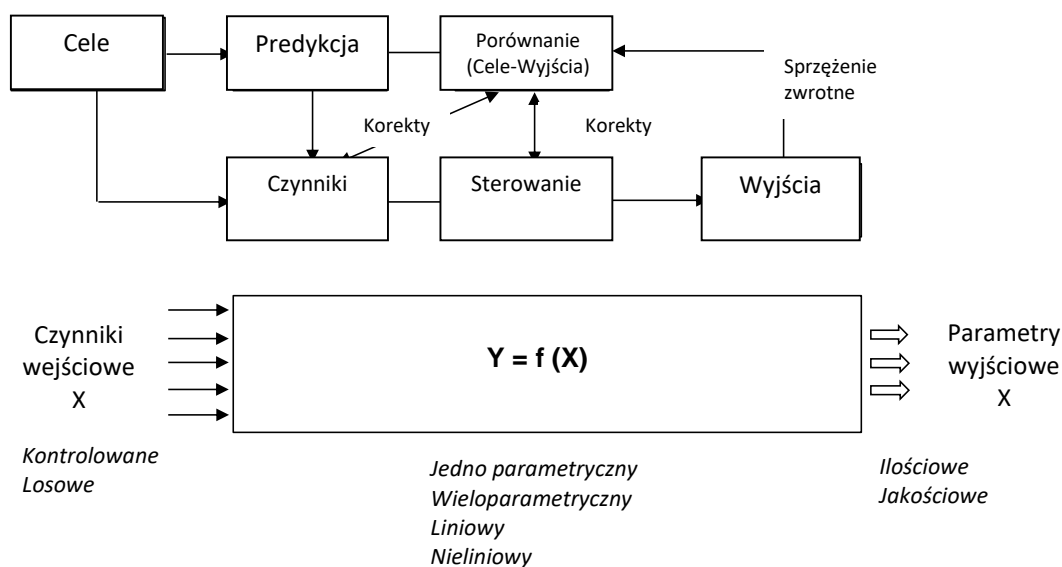 Cele
Predykcja
Porównanie
(Cele-Wyjścia)
Sprzężenie
zwrotne
Korekty
Korekty
Czynniki
Sterowanie
Wyjścia
Czynniki
wejściowe
X
Y = f (X)
Parametry
wyjściowe
X
Kontrolowane
Losowe
Jedno parametryczny
Wieloparametryczny
Liniowy
Nieliniowy
Ilościowe
Jakościowe